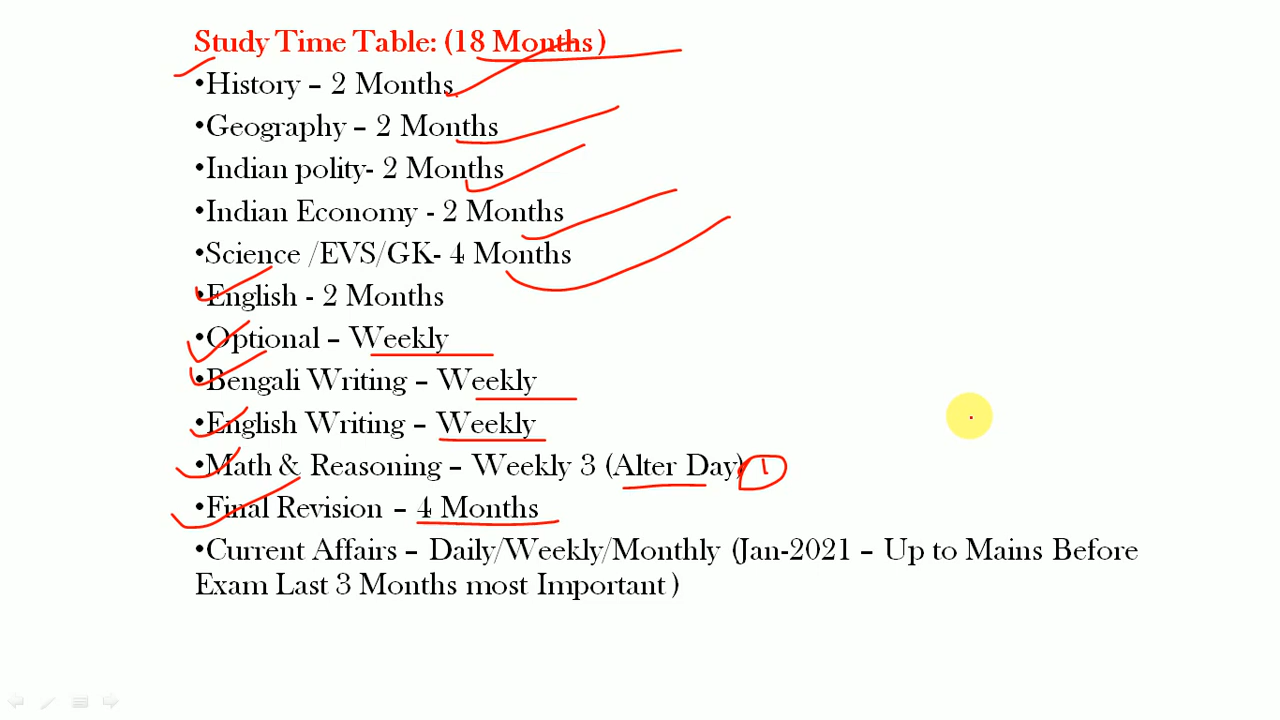 Study Time Table: (18 Months)
•History – 2 Months
•Geography – 2 Months
•Indian polity- 2 Months
•Indian Economy - 2 Months
•Science /EVS/GK- 4 Months
•English - 2 Months
•Optional – Weekly
•Bengali Writing – Weekly
•English Writing – Weekly
•Math & Reasoning – Weekly 3 (Alter Day) 1
•Final Revision – 4 Months
•Current Affairs – Daily/Weekly/Monthly (Jan-2021 – Up to Mains Before
Exam Last 3 Months most Important )